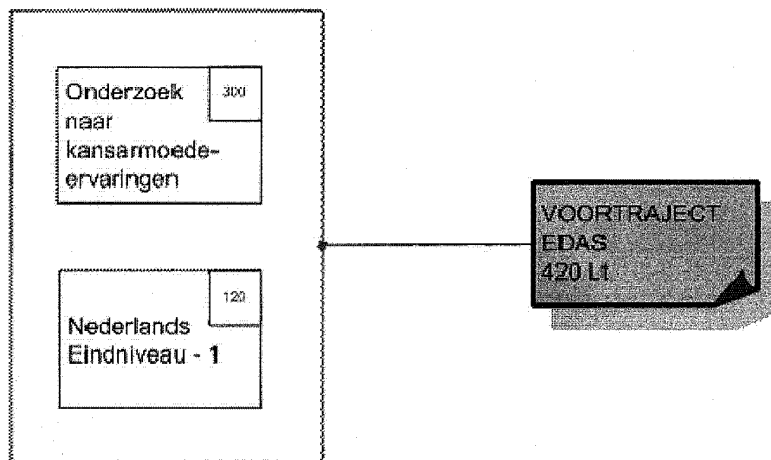 Onderzoek
naar
kansarmoede-
ervaringen
300
Nederlands
Eindniveau - 1
120
VOORTRAJECT
EDAS
420 Lt